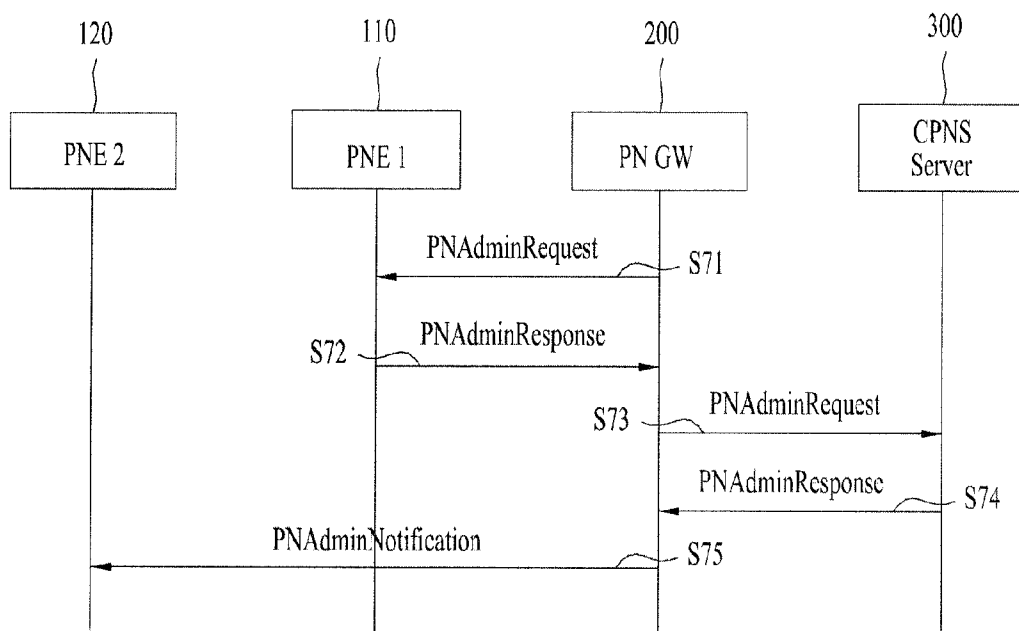 120
110
200
300
PNE 2
PNE 1
PN GW
CPNS
Server
PNAdminRequest
S71
PNAdminResponse
S72
PNAdminRequest
S73
PNAdminResponse
S74
PNAdminNotification
S75